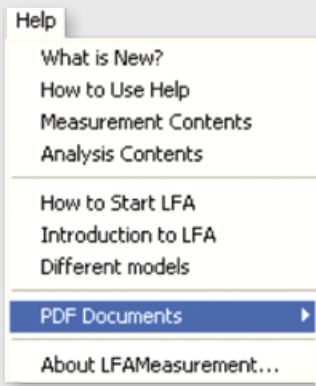 Help
What is New?
How to Use Help
Measurement Contents
Analysis Contents
How to Start LFA
Introduction to LFA
Different models
PDF Documents
About LFAMeasurement...